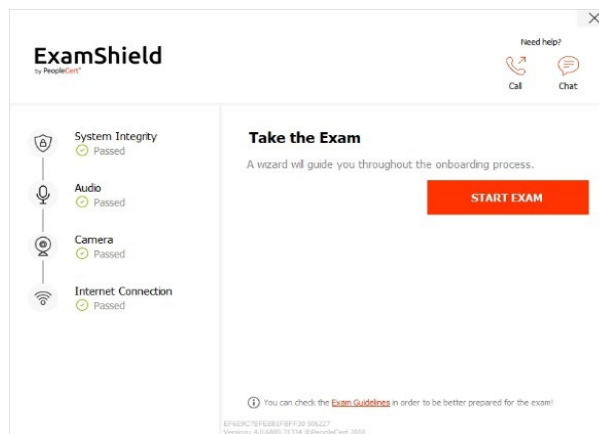 Need help?
ExamShield
by PeopleCert
Call
Chat
System Integrity
Passed
Audio
Passed
Camera
Passed
Internet Connection
Passed
Take the Exam
A wizard will guide you throughout the onboarding process.
START EXAM
You can check the Exam Guidelines in order to be better prepared for the exam!
©PeopleCert